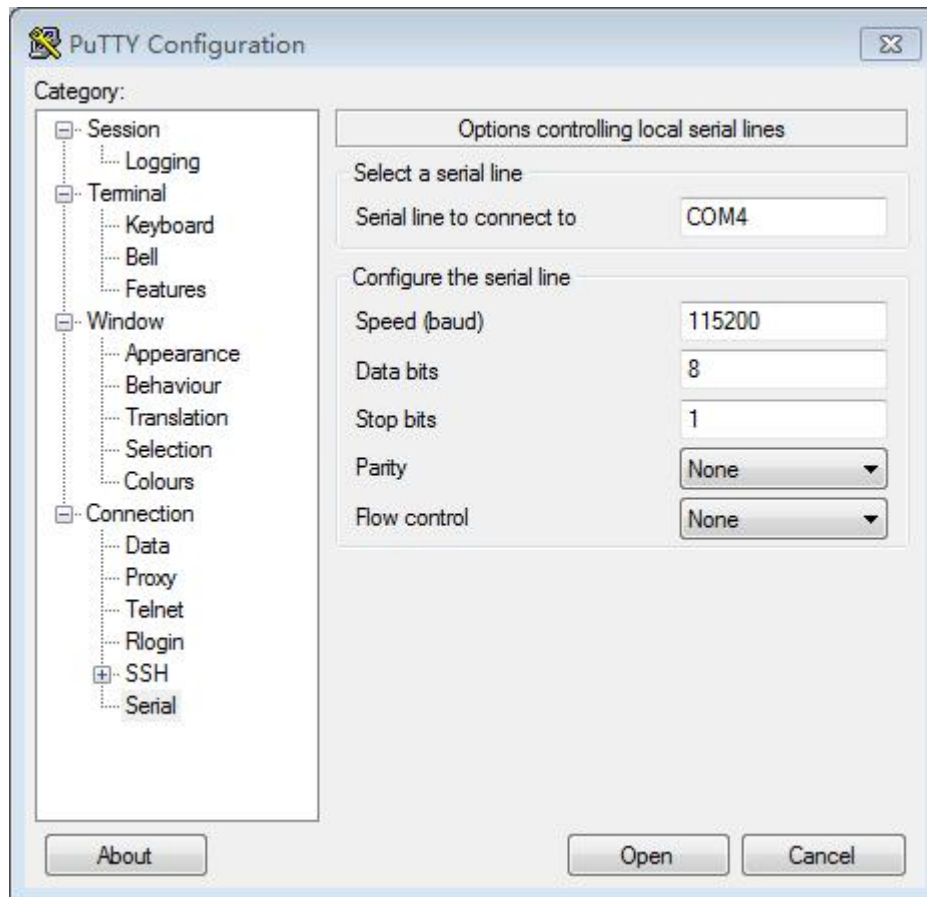 PuTTY Configuration
Category:
Session
Logging
Terminal
Keyboard
Bell
Features
Window
Appearance
Behaviour
Translation
Selection
Colours
Connection
Data
Proxy
Telnet
Rlogin
SSH
Serial
Options controlling local serial lines
Select a serial line
Serial line to connect to COM4
Configure the serial line
Speed (baud) 115200
Data bits 8
Stop bits 1
Parity None
Flow control None
About Open Cancel